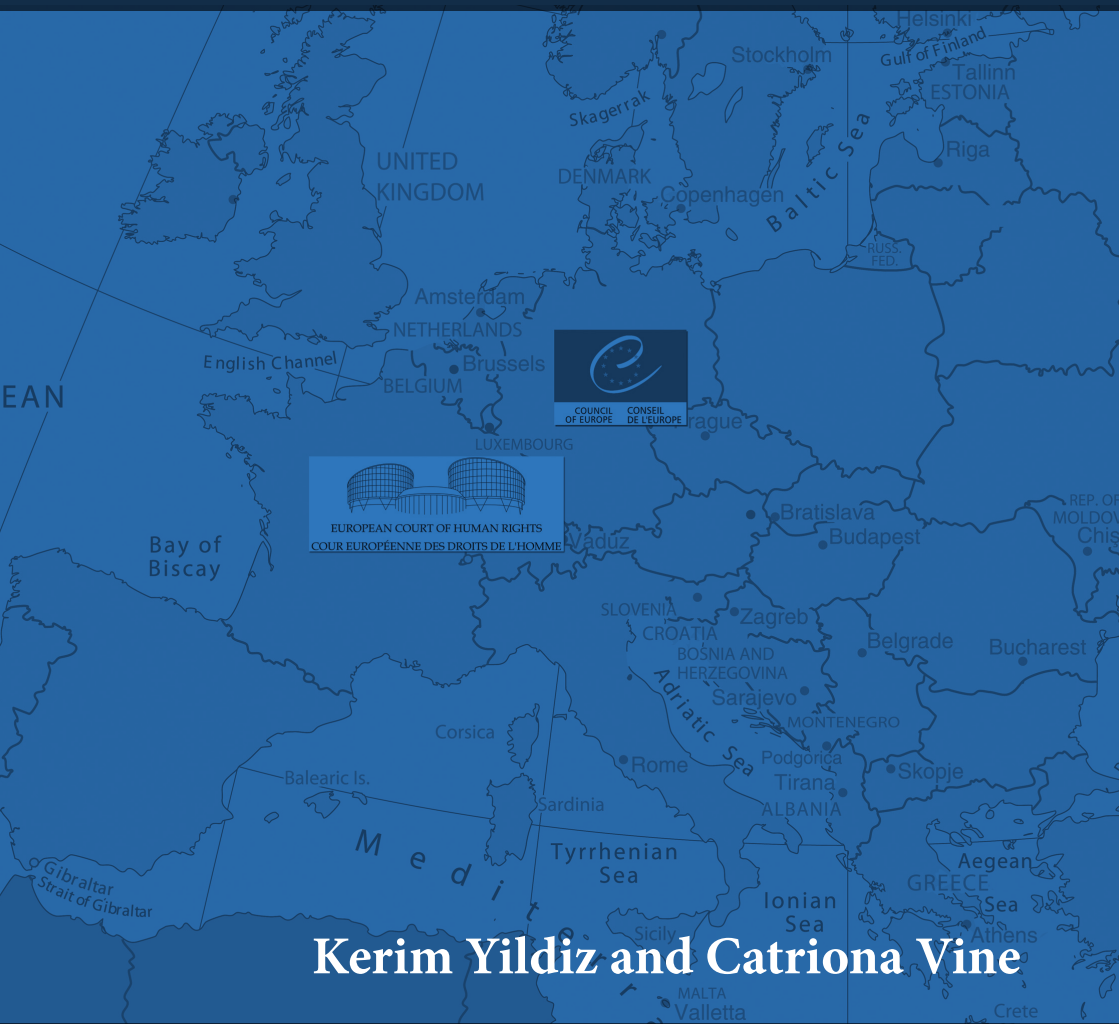 Helsinki
Gulf of Finland
Stockholm
Tallinn
ESTONIA
Skagerrak
Baltic Sea
Riga
UNITED
KINGDOM
DENMARK
Copenhagen
RUSS.
FED.
Amsterdam
NETHERLANDS
English Channel
Brussels
BELGIUM
EAN
COUNCIL
OF EUROPE
CONSEIL
DE L'EUROPE
rague
LUXEMBOURG
EUROPEAN COURT OF HUMAN RIGHTS
COUR EUROPÉENNE DES DROITS DE L'HOMME
REP. OF
MOLDOV
Chis
Bratislava
Budapest
Vaduz
Bay of
Biscay
SLOVENIA
Zagreb
CROATIA
Belgrade
Bucharest
BOSNIA AND
HERZEGOVINA
Sarajevo
Adriatic Sea
MONTENEGRO
Corsica
Podgorica
Rome
Skopje
Tirana
Balearic Is.
Sardinia
ALBANIA
Mediterr
Tyrrhenian
Sea
Aegean
Sea
GREECE
Gibraltar
Strait of Gibraltar
Ionian
Sea
Sicily
Athens
Kerim Yildiz and Catriona Vine
MALTA
Valletta
Crete